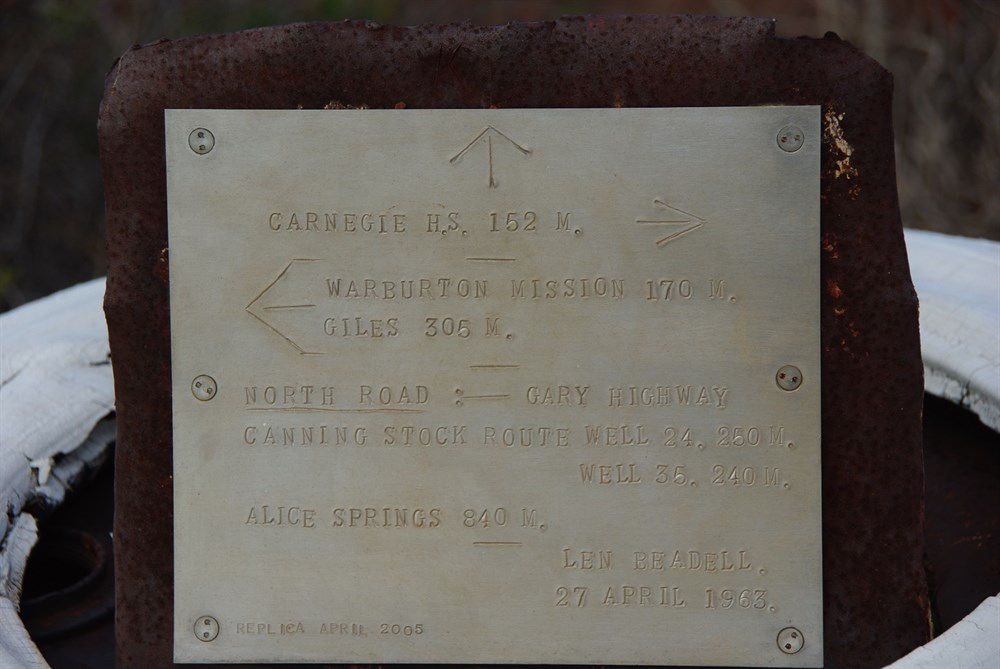 CARNEGIE H.S. 152 M.
WARBURTON MISSION 170 M.
GILES 305 M.
NORTH ROAD :— GARY HIGHWAY
CANNING STOCK ROUTE WELL 24. 250 M.
WELL 35. 240 M.
ALICE SPRINGS 840 M.
LEN BEADELL.
27 APRIL 1963.
REPLICA APRIL 2005